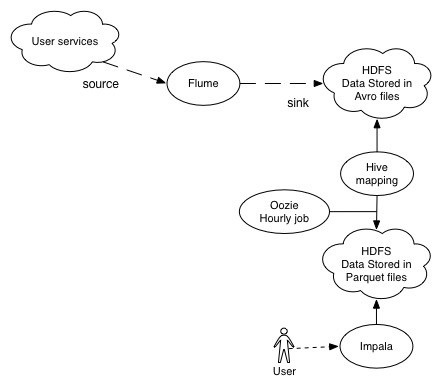 User services
source
Flume
sink
HDFS
Data Stored in
Avro files
Hive
mapping
Oozie
Hourly job
HDFS
Data Stored in
Parquet files
User
Impala